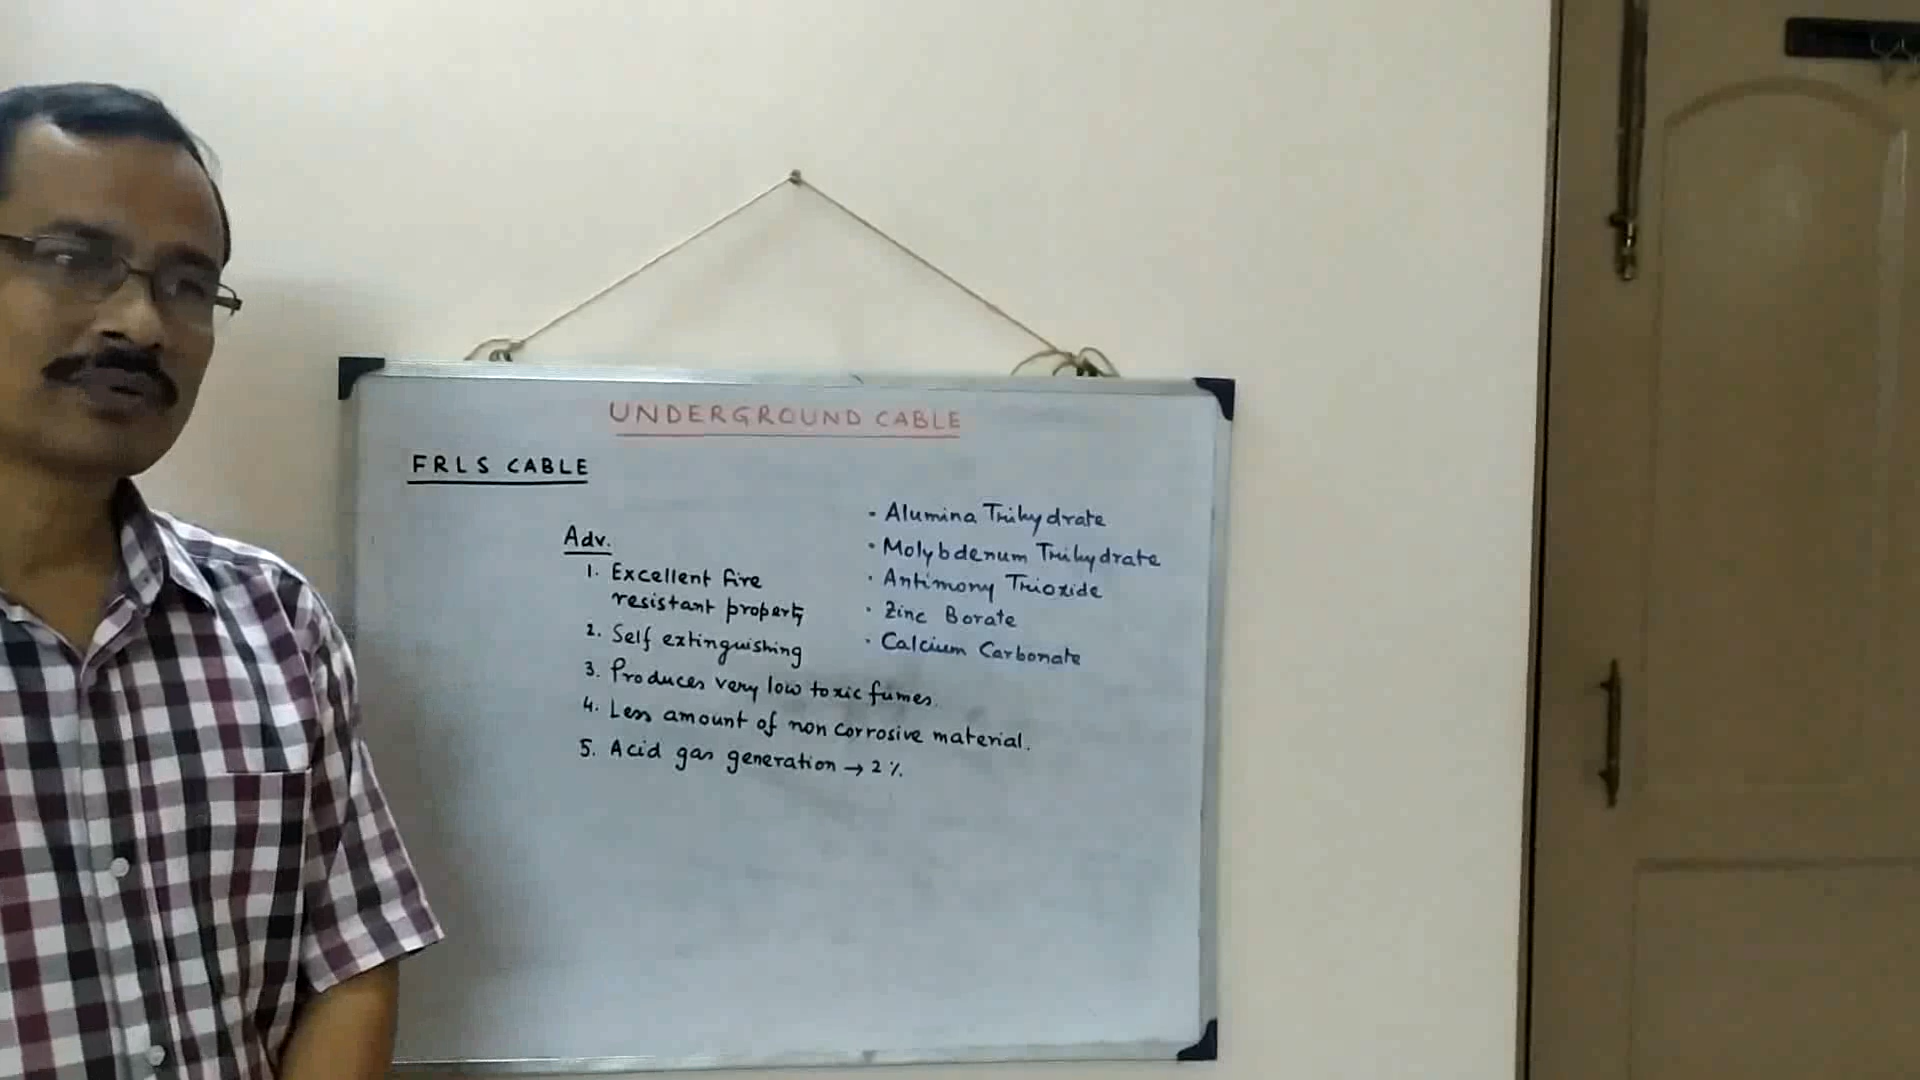 UNDERGROUND CABLE
FRLS CABLE
Adv.
1. Excellent fire
resistant property
2. Self extinguishing
3. Produces very low toxic fumes.
4. Less amount of non corrosive material.
5. Acid gas generation → 2%
• Alumina Trihydrate
• Molybdenum Trihydrate
• Antimony Trioxide
• Zinc Borate
• Calcium Carbonate